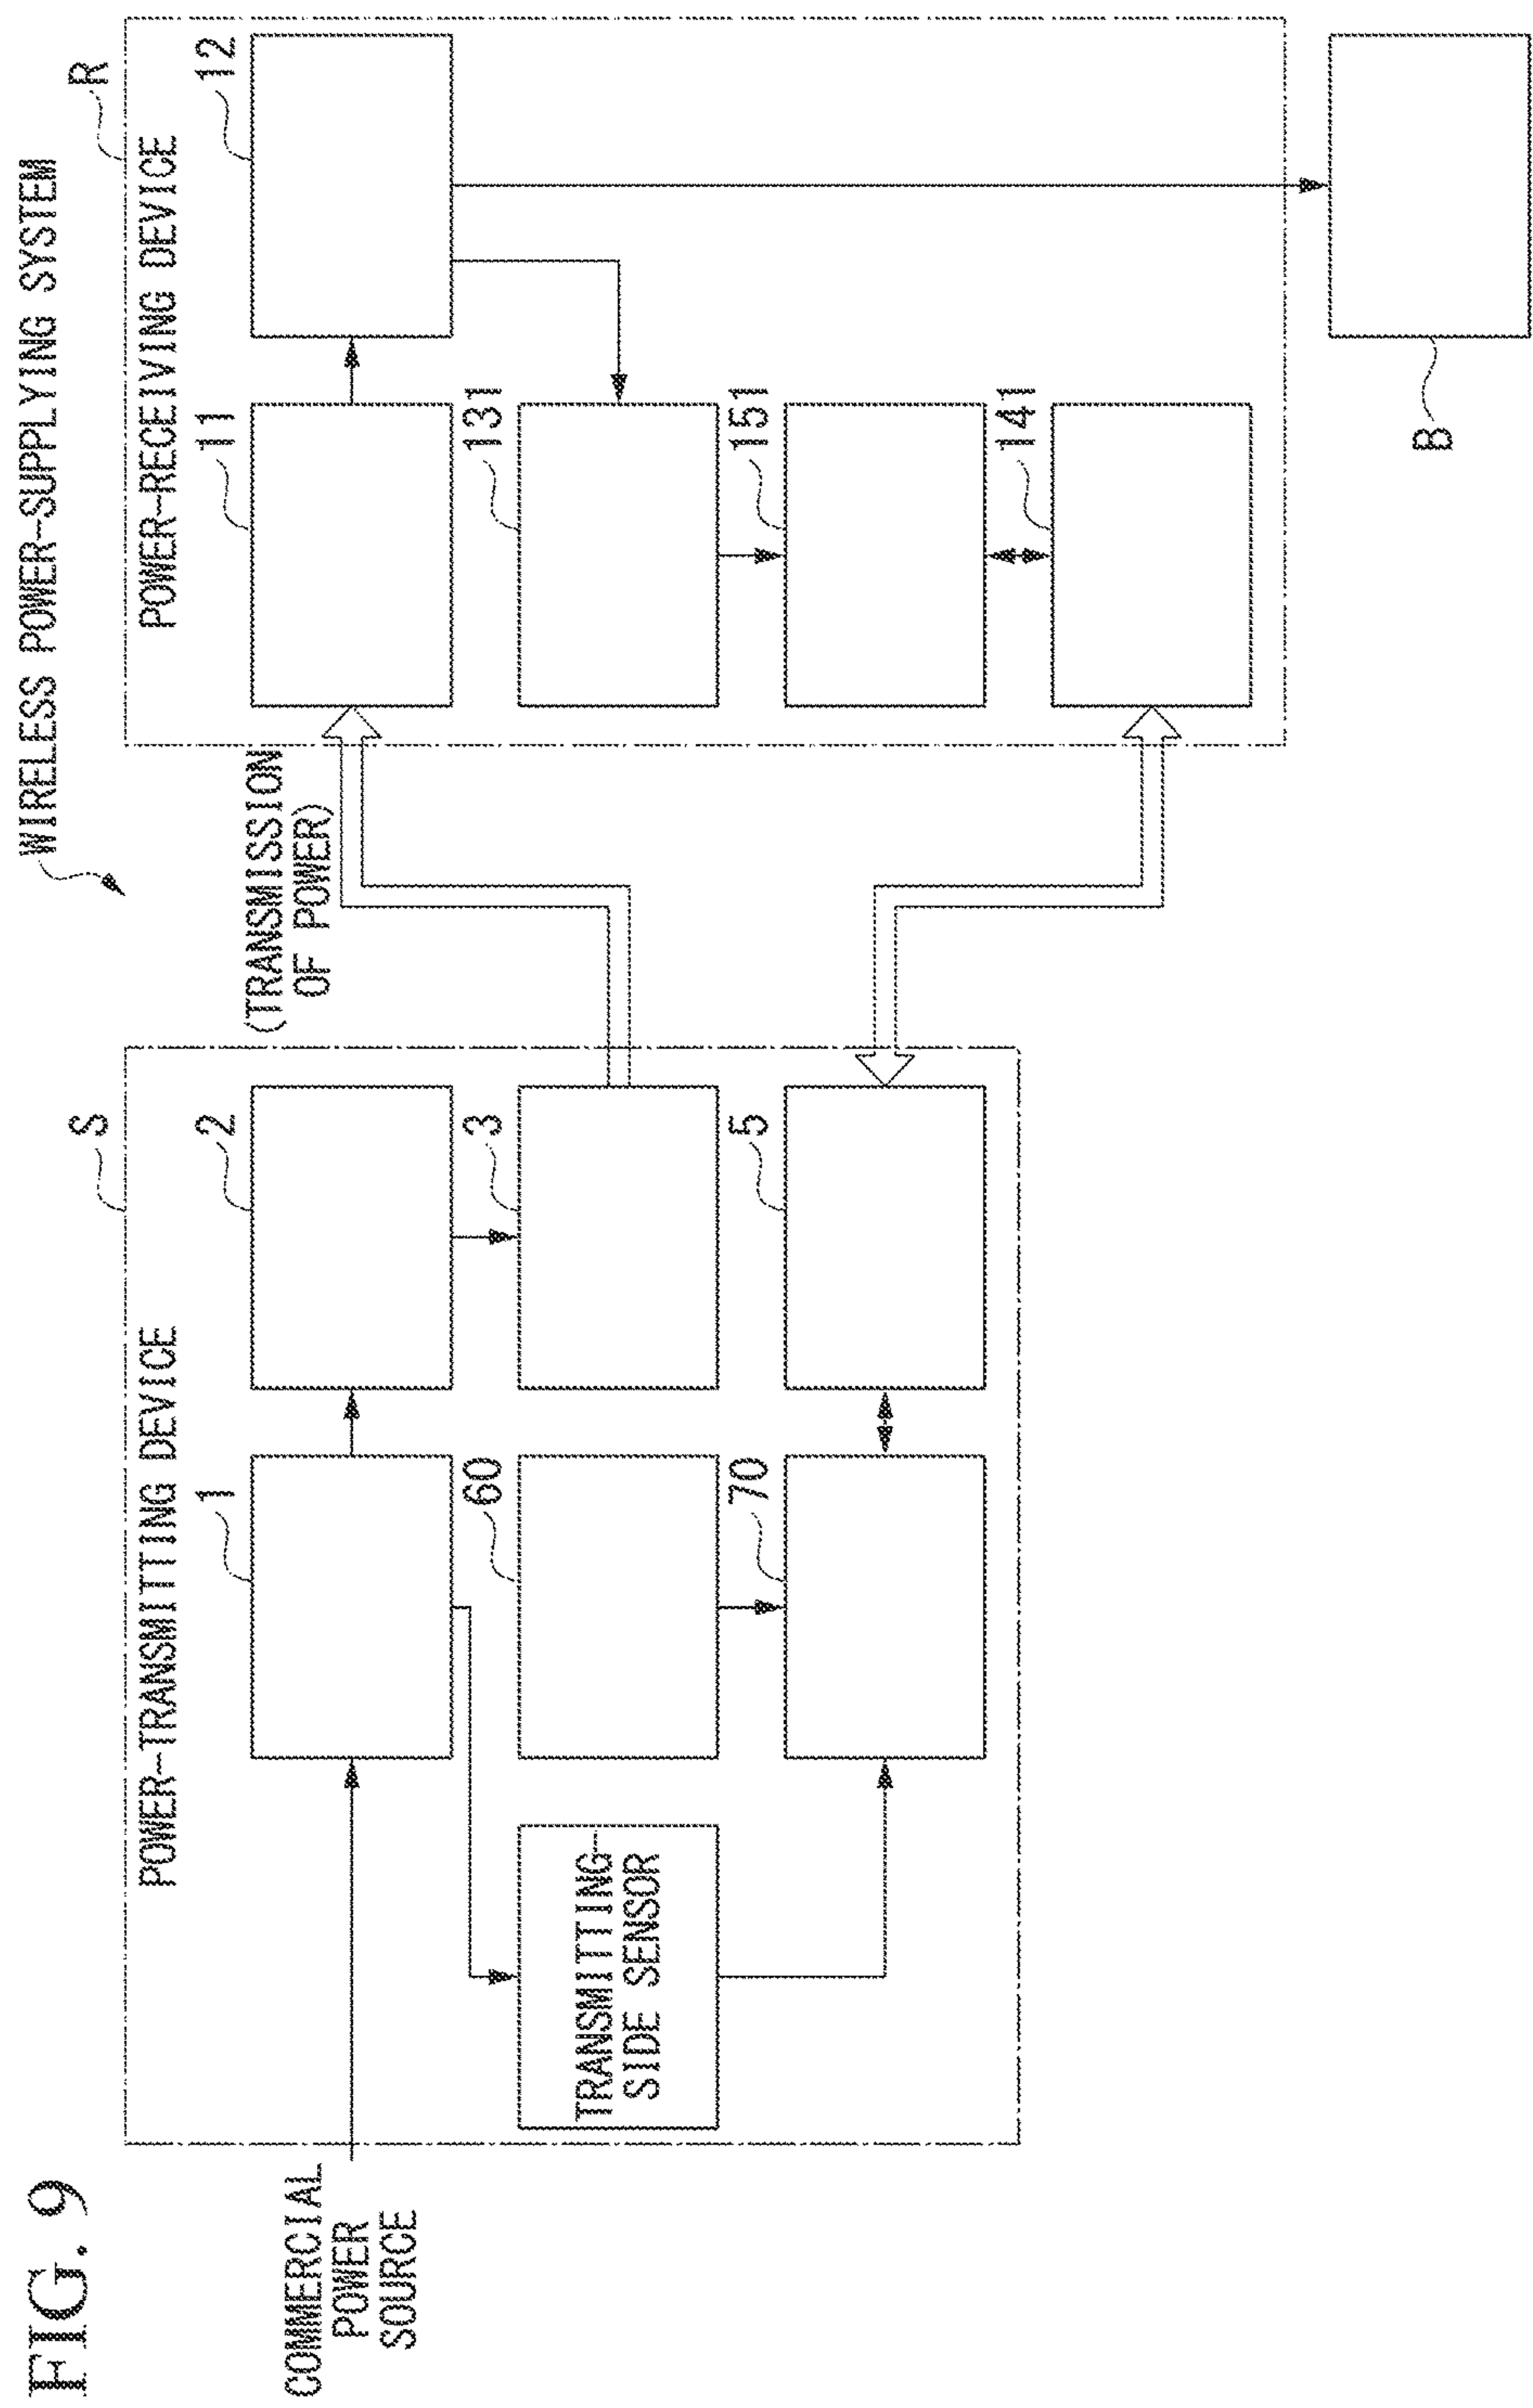 FIG. 9
WIRELESS POWER-SUPPLYING SYSTEM
S
R
POWER-TRANSMITTING DEVICE
POWER-RECEIVING DEVICE
1
2
11
12
COMMERCIAL
POWER
SOURCE
(TRANSMISSION
OF POWER)
60
3
131
TRANSMITTING-
SIDE SENSOR
70
5
151
141
B